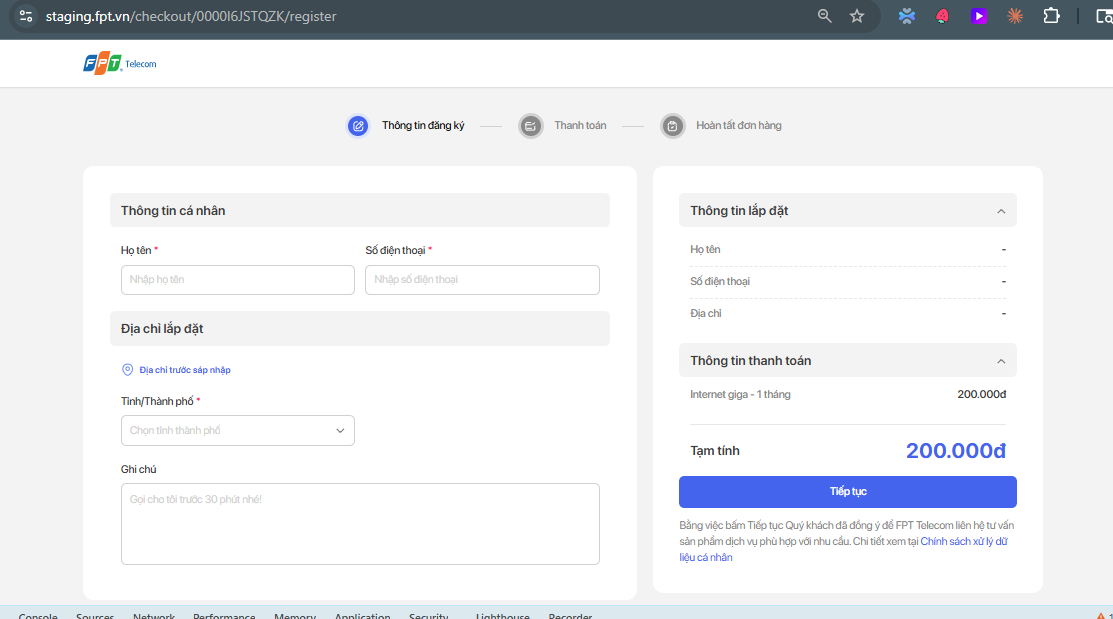 staging.fpt.vn/checkout/0000I6JSTQZK/register
FPT Telecom
Thông tin đăng ký
Thanh toán
Hoàn tất đơn hàng
Thông tin cá nhân
Họ tên *
Số điện thoại *
Nhập họ tên
Nhập số điện thoại
Địa chỉ lắp đặt
Địa chỉ trước sáp nhập
Tỉnh/Thành phố *
Chọn tỉnh thành phố
Ghi chú
Gọi cho tôi trước 30 phút nhé!
Thông tin lắp đặt
Họ tên -
Số điện thoại -
Địa chỉ -
Thông tin thanh toán
Internet giga - 1 tháng 200.000đ
Tạm tính 200.000đ
Tiếp tục
Bằng việc bấm Tiếp tục Quý khách đã đồng ý để FPT Telecom liên hệ tư vấn
sản phẩm dịch vụ phù hợp với nhu cầu. Chi tiết xem tại Chính sách xử lý dữ
liệu cá nhân
Console Sources Network Performance Memory Application Security Lighthouse Recorder
1